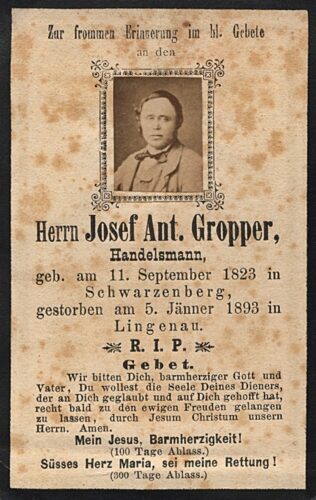 Zur frommen Erinnerung im hl. Gebete
an den
Herrn Josef Ant. Gropper,
Handelsmann,
geb. am 11. September 1823 in
Schwarzenberg,
gestorben am 5. Jänner 1893 in
Lingenau.
R. I. P.
Gebet.
Wir bitten Dich, barmherziger Gott und
Vater, Du wollest die Seele Deines Dieners,
der an Dich geglaubt und auf Dich gehofft hat,
recht bald zu den ewigen Freuden gelangen
zu lassen, durch Jesum Christum unsern
Herrn. Amen.
Mein Jesus, Barmherzigkeit!
(100 Tage Ablass.)
Süsses Herz Maria, sei meine Rettung!
(300 Tage Ablass.)